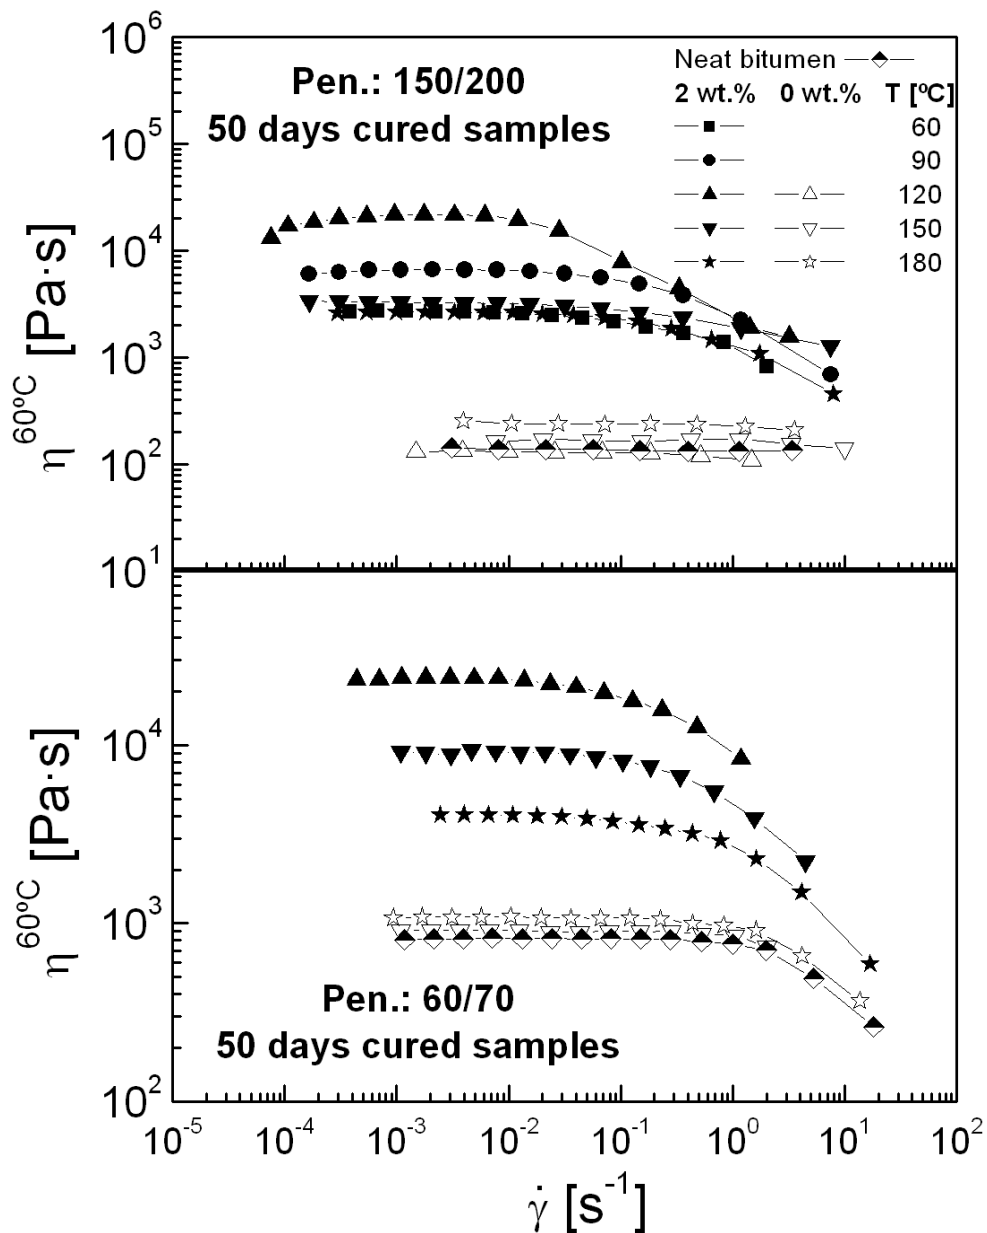 10^6
10^5
10^4
10^3
10^2
10^1
η^60ºC [Pa·s]
Pen.: 150/200
50 days cured samples
Neat bitumen
2 wt.% 0 wt.% T [ºC]
60
90
120
150
180
10^4
10^3
10^2
η^60ºC [Pa·s]
Pen.: 60/70
50 days cured samples
10^-5 10^-4 10^-3 10^-2 10^-1 10^0 10^1 10^2
γ̇ [s^-1]